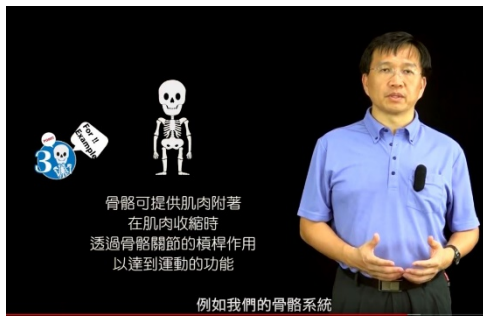 For !!
Example
3
骨骼可提供肌肉附著
在肌肉收縮時
透過骨骼關節的槓桿作用
以達到運動的功能
例如我們的骨骼系統